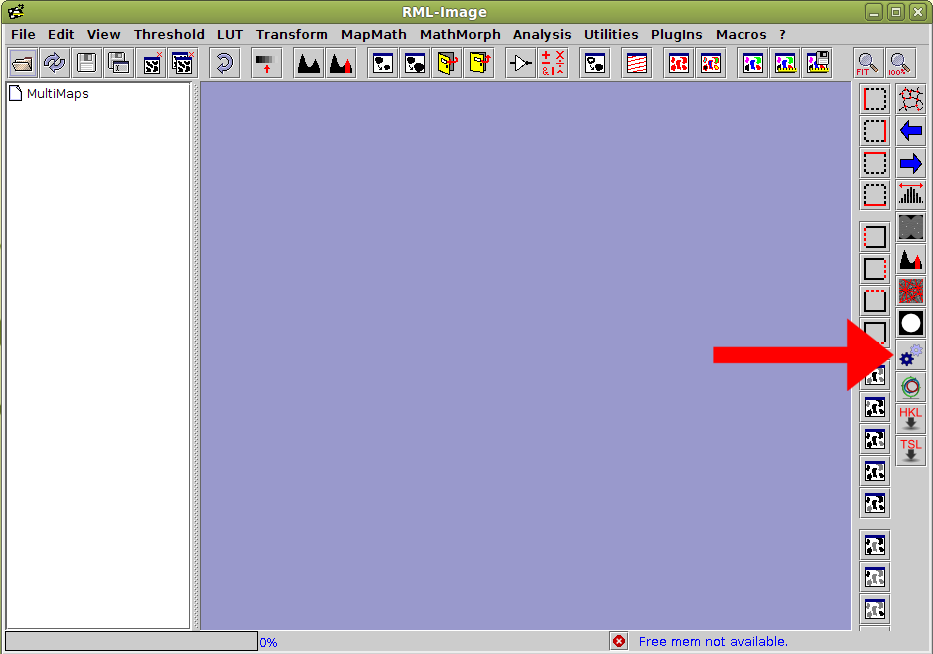 RML-Image
File Edit View Threshold LUT Transform MapMath MathMorph Analysis Utilities PlugIns Macros ?
FIT 100%
MultiMaps
HKL
TSL
0% Free mem not available.